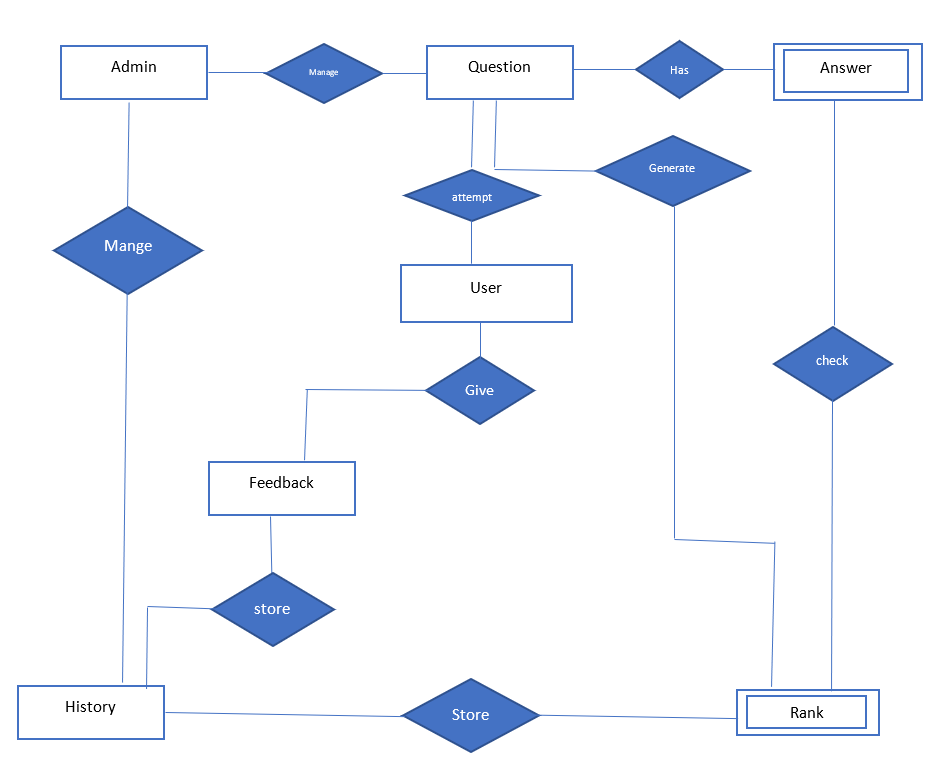 Admin
Manage
Question
Has
Answer
Generate
attempt
Mange
User
check
Give
Feedback
store
History
Store
Rank